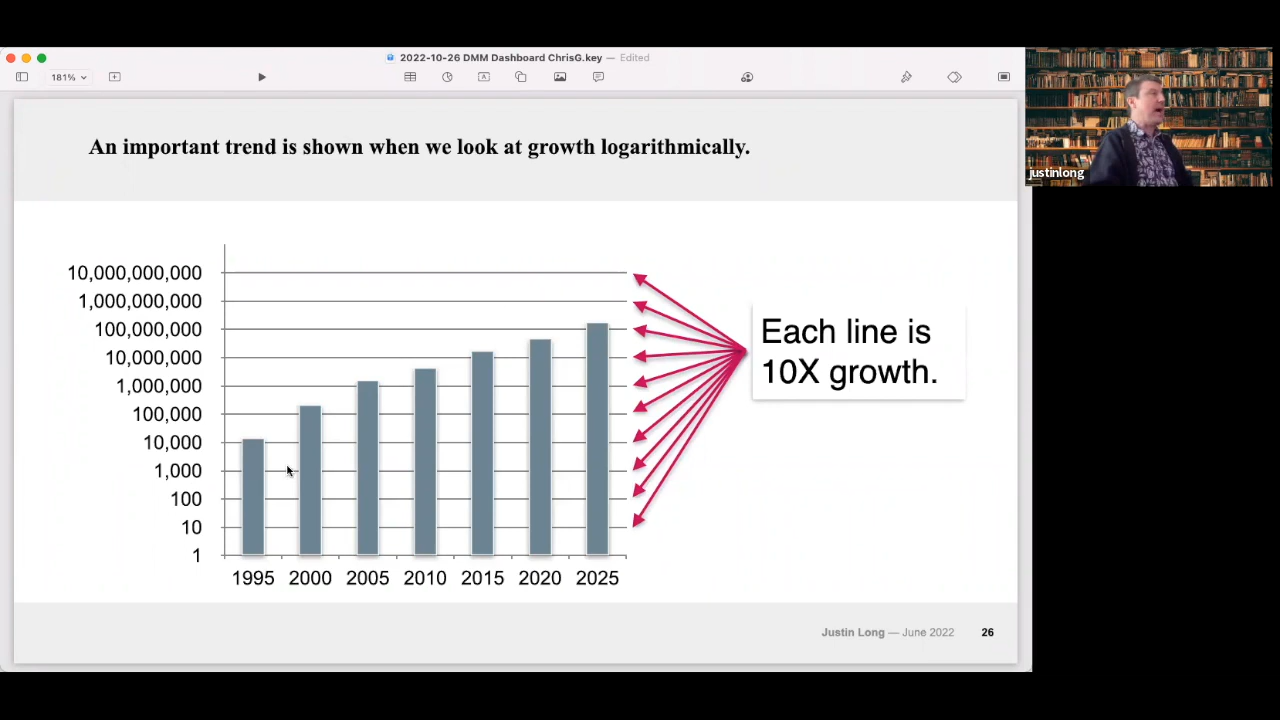 2022-10-26 DMM Dashboard ChrisG.key — Edited
181%
An important trend is shown when we look at growth logarithmically.
justinlong
10,000,000,000
1,000,000,000
100,000,000
10,000,000
1,000,000
100,000
10,000
1,000
100
10
1
1995 2000 2005 2010 2015 2020 2025
Each line is
10X growth.
Justin Long — June 2022 26